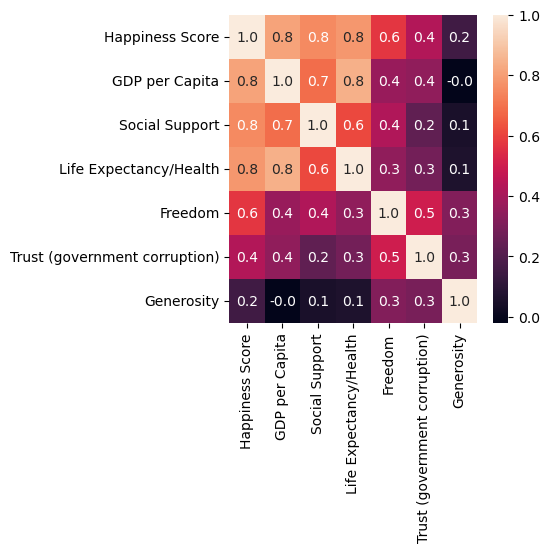 Happiness Score 1.0 0.8 0.8 0.8 0.6 0.4 0.2
GDP per Capita 0.8 1.0 0.7 0.8 0.4 0.4 -0.0
Social Support 0.8 0.7 1.0 0.6 0.4 0.2 0.1
Life Expectancy/Health 0.8 0.8 0.6 1.0 0.3 0.3 0.1
Freedom 0.6 0.4 0.4 0.3 1.0 0.5 0.3
Trust (government corruption) 0.4 0.4 0.2 0.3 0.5 1.0 0.3
Generosity 0.2 -0.0 0.1 0.1 0.3 0.3 1.0
Happiness Score
GDP per Capita
Social Support
Life Expectancy/Health
Freedom
Trust (government corruption)
Generosity
1.0
0.8
0.6
0.4
0.2
0.0